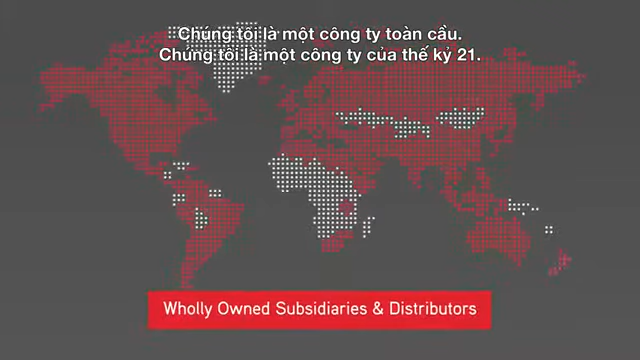 Chúng tôi là một công ty toàn cầu.
Chúng tôi là một công ty của thế kỷ 21.
Wholly Owned Subsidiaries & Distributors